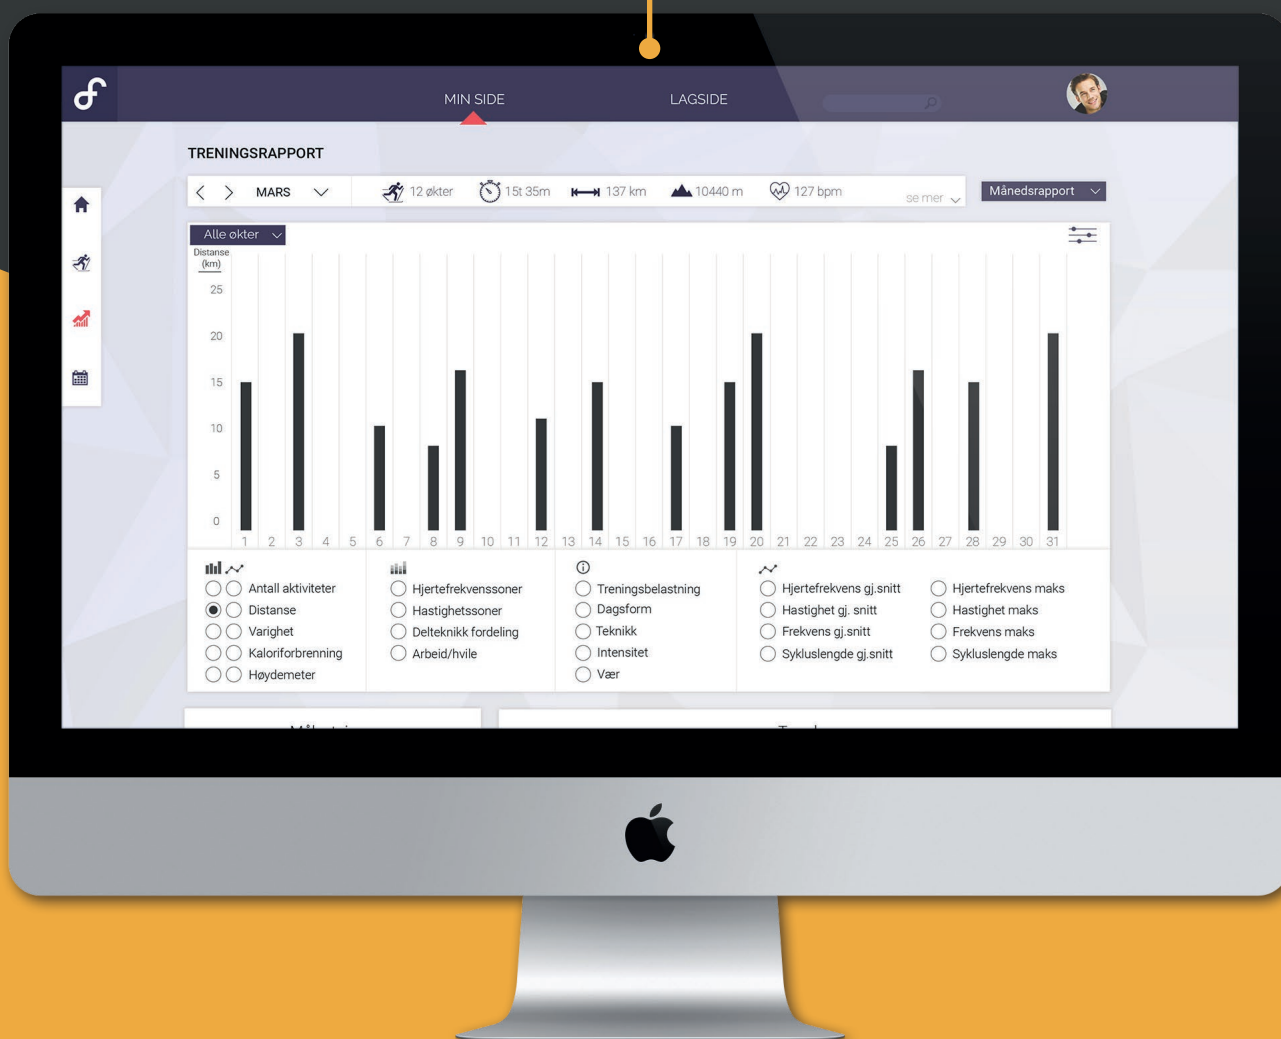 MIN SIDE
LAGSIDE
TRENINGSRAPPORT
MARS
12 økter
15t 35m
137 km
10440 m
127 bpm
se mer
Månedsrapport
Alle økter
Distanse
(km)
25
20
15
10
5
0
1 2 3 4 5 6 7 8 9 10 11 12 13 14 15 16 17 18 19 20 21 22 23 24 25 26 27 28 29 30 31
Antall aktiviteter
Distanse
Varighet
Kaloriforbrenning
Høydemeter
Hjertefrekvenssoner
Hastighetssoner
Delteknikk fordeling
Arbeid/hvile
Treningsbelastning
Dagsform
Teknikk
Intensitet
Vær
Hjertefrekvens gj.snitt
Hastighet gj. snitt
Frekvens gj.snitt
Sykluslengde gj.snitt
Hjertefrekvens maks
Hastighet maks
Frekvens maks
Sykluslengde maks